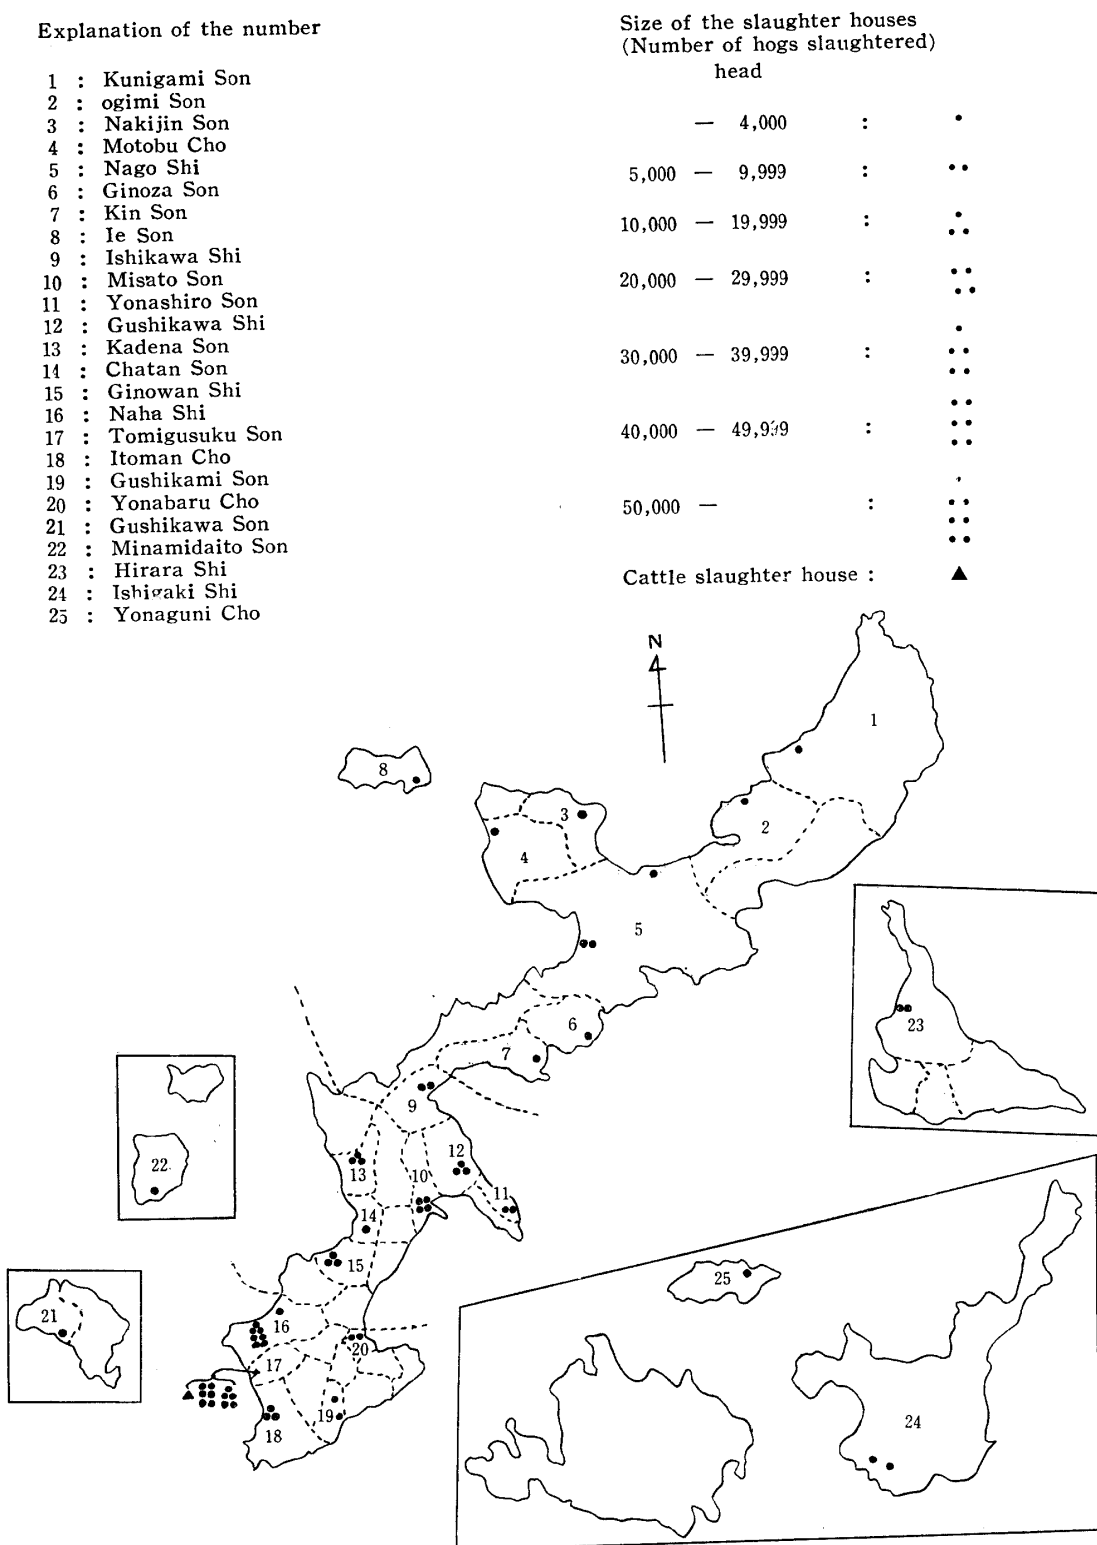 Explanation of the number
1 : Kunigami Son
2 : ogimi Son
3 : Nakijin Son
4 : Motobu Cho
5 : Nago Shi
6 : Ginoza Son
7 : Kin Son
8 : Ie Son
9 : Ishikawa Shi
10 : Misato Son
11 : Yonashiro Son
12 : Gushikawa Shi
13 : Kadena Son
14 : Chatan Son
15 : Ginowan Shi
16 : Naha Shi
17 : Tomigusuku Son
18 : Itoman Cho
19 : Gushikami Son
20 : Yonabaru Cho
21 : Gushikawa Son
22 : Minamidaito Son
23 : Hirara Shi
24 : Ishigaki Shi
25 : Yonaguni Cho
Size of the slaughter houses
(Number of hogs slaughtered)
head
— 4,000 :
5,000 — 9,999 :
10,000 — 19,999 :
20,000 — 29,999 :
30,000 — 39,999 :
40,000 — 49,999 :
50,000 — :
Cattle slaughter house :
N
1
8
3
2
4
5
6
23
7
9
12
22
13
10
11
14
15
25
21
16
20
17
19
24
18